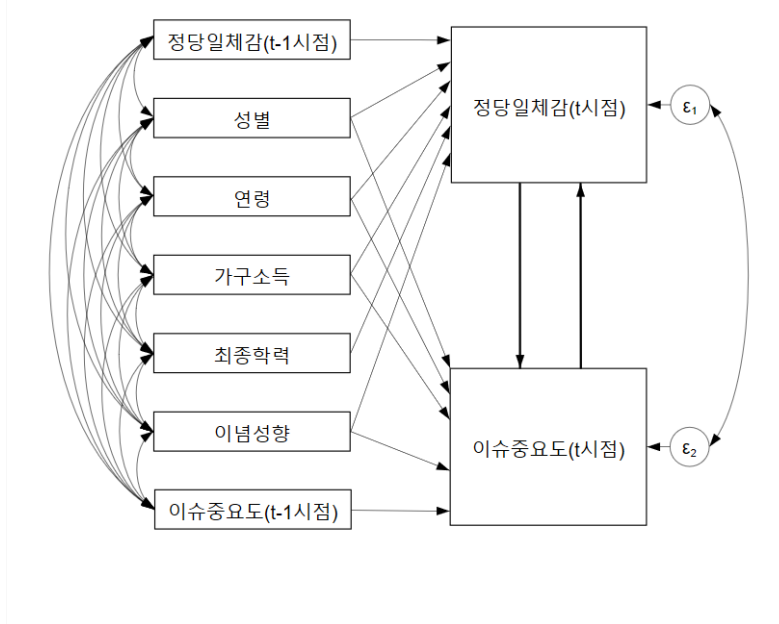 정당일체감(t-1시점)
성별
연령
가구소득
최종학력
이념성향
이슈중요도(t-1시점)
정당일체감(t시점)
ε₁
이슈중요도(t시점)
ε₂